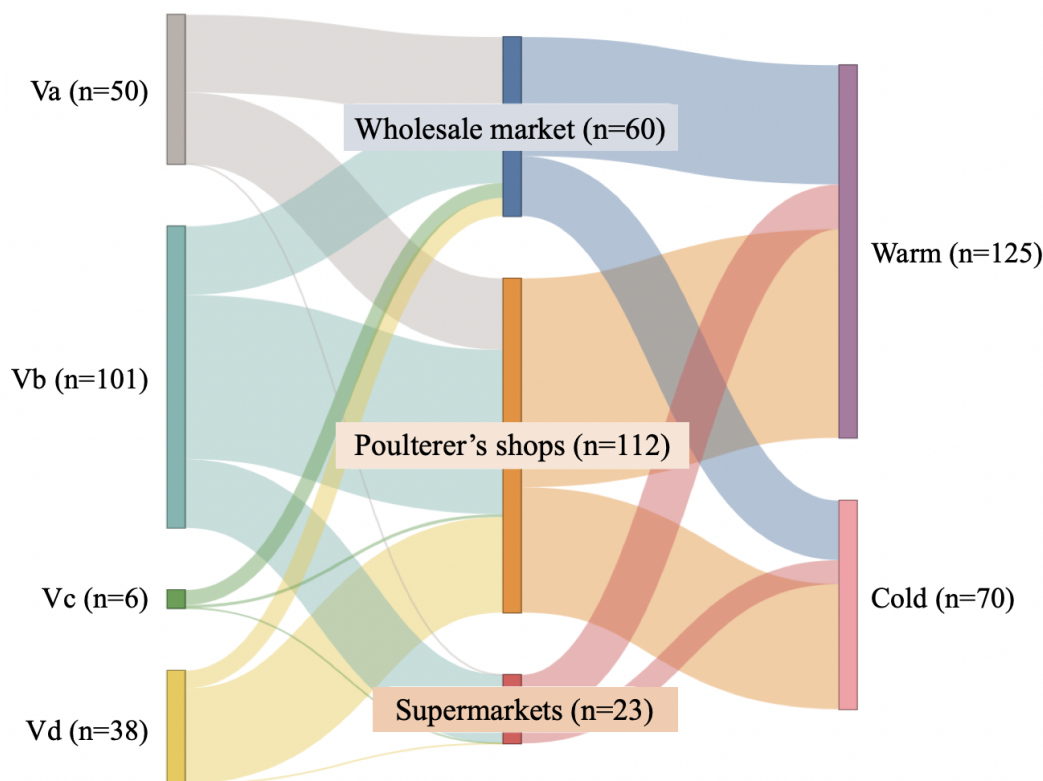 Va (n=50)
Wholesale market (n=60)
Warm (n=125)
Vb (n=101)
Poulterer’s shops (n=112)
Vc (n=6)
Cold (n=70)
Supermarkets (n=23)
Vd (n=38)